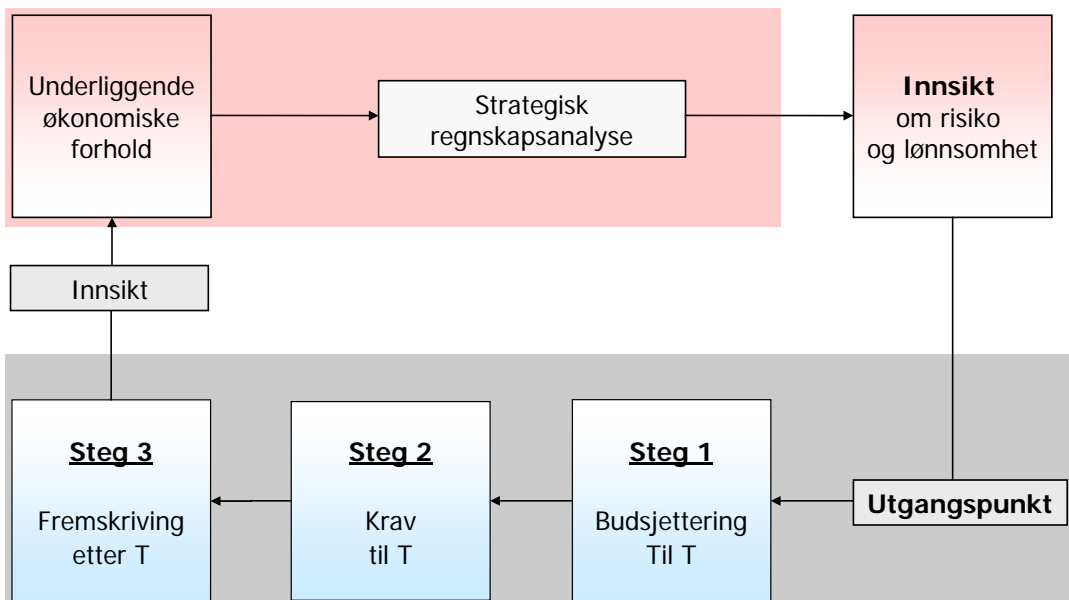 Underliggende
økonomiske
forhold
Strategisk
regnskapsanalyse
Innsikt
om risiko
og lønnsomhet
Innsikt
Steg 3
Fremskriving
etter T
Steg 2
Krav
til T
Steg 1
Budsjettering
Til T
Utgangspunkt